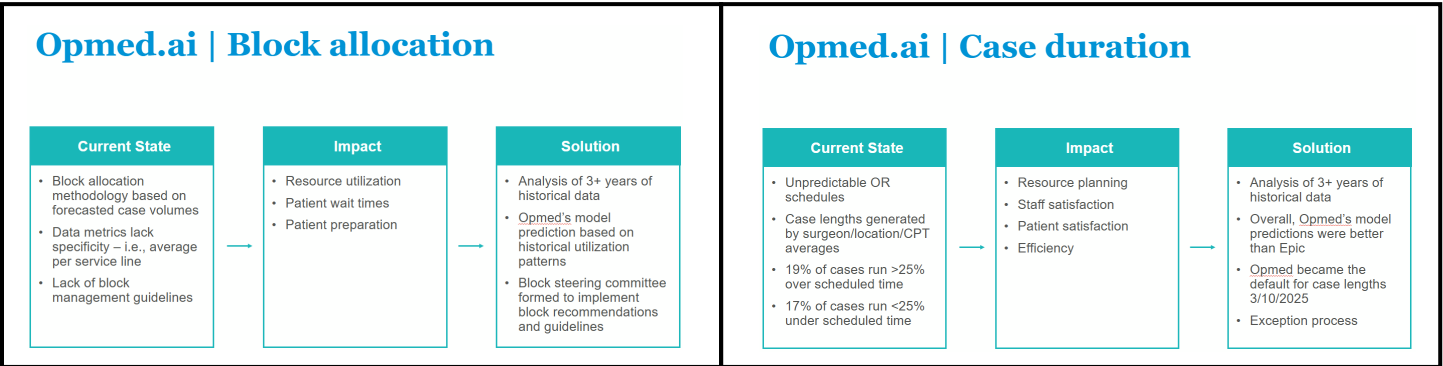 Opmed.ai | Block allocation
Current State
• Block allocation
methodology based on
forecasted case volumes
• Data metrics lack
specificity – i.e., average
per service line
• Lack of block
management guidelines
Impact
• Resource utilization
• Patient wait times
• Patient preparation
Solution
• Analysis of 3+ years of
historical data
• Opmed’s model
prediction based on
historical utilization
patterns
• Block steering committee
formed to implement
block recommendations
and guidelines
Opmed.ai | Case duration
Current State
• Unpredictable OR
schedules
• Case lengths generated
by surgeon/location/CPT
averages
• 19% of cases run >25%
over scheduled time
• 17% of cases run <25%
under scheduled time
Impact
• Resource planning
• Staff satisfaction
• Patient satisfaction
• Efficiency
Solution
• Analysis of 3+ years of
historical data
• Overall, Opmed’s model
predictions were better
than Epic
• Opmed became the
default for case lengths
3/10/2025
• Exception process